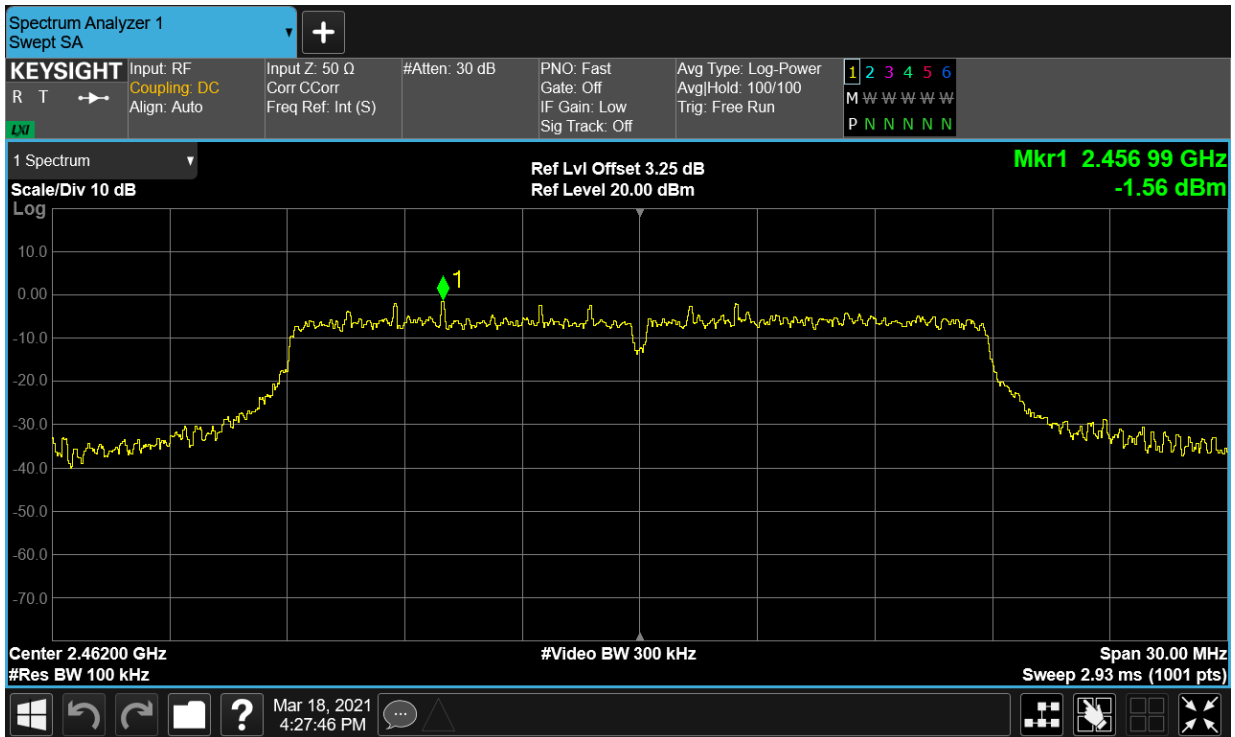 Spectrum Analyzer 1
Swept SA
KEYSIGHT
R T
LXI
Input: RF
Coupling: DC
Align: Auto
Input Z: 50 Ω
Corr CCorr
Freq Ref: Int (S)
#Atten: 30 dB
PNO: Fast
Gate: Off
IF Gain: Low
Sig Track: Off
Avg Type: Log-Power
Avg|Hold: 100/100
Trig: Free Run
1 2 3 4 5 6
M W W W W W
P N N N N N
1 Spectrum
Scale/Div 10 dB
Log
Ref Lvl Offset 3.25 dB
Ref Level 20.00 dBm
Mkr1 2.456 99 GHz
-1.56 dBm
1
10.0
0.00
-10.0
-20.0
-30.0
-40.0
-50.0
-60.0
-70.0
Center 2.46200 GHz
#Video BW 300 kHz
Span 30.00 MHz
#Res BW 100 kHz
Sweep 2.93 ms (1001 pts)
?
Mar 18, 2021
4:27:46 PM